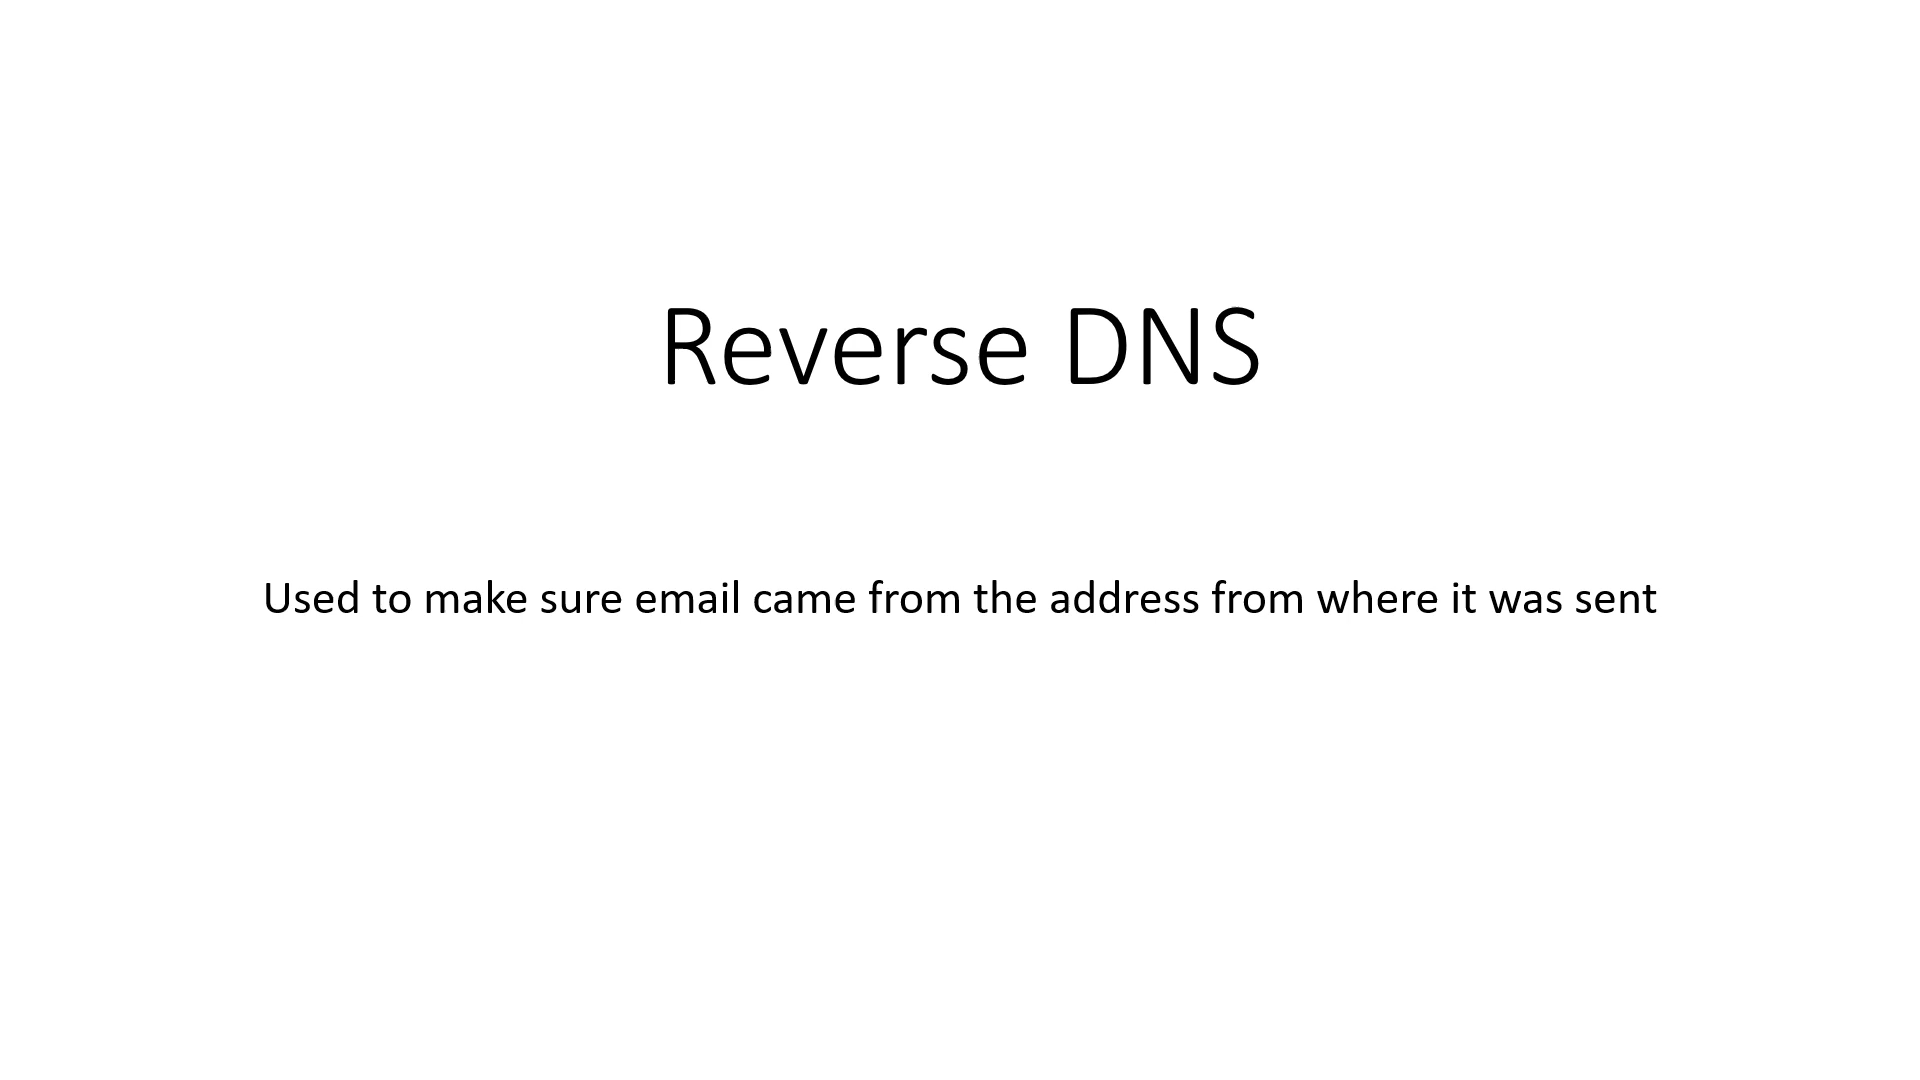 Reverse DNS
Used to make sure email came from the address from where it was sent